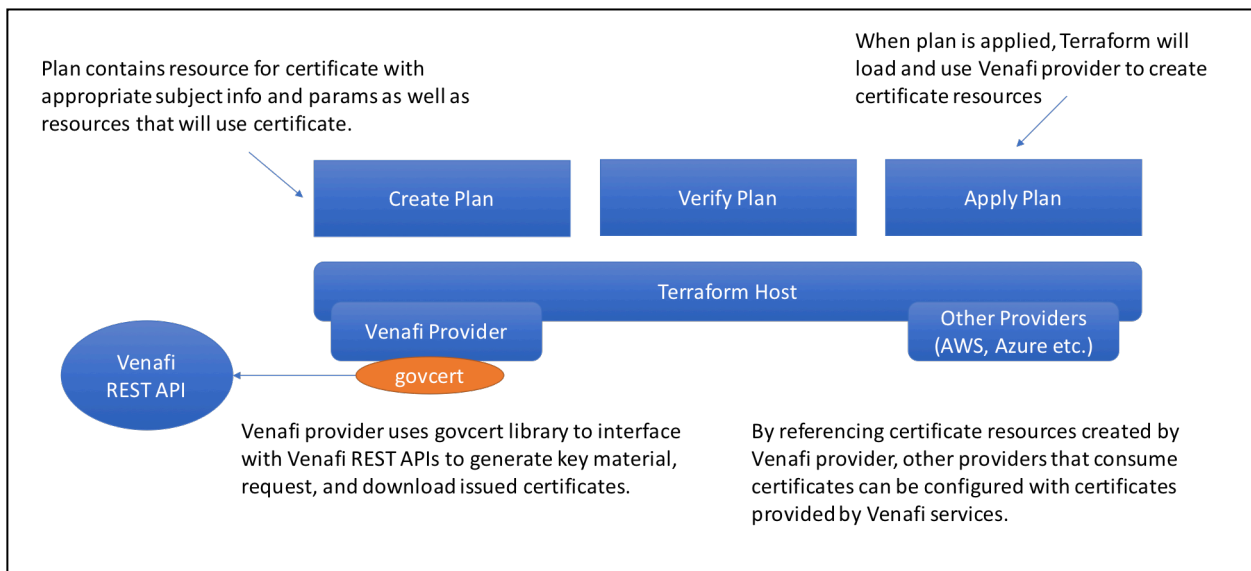 Plan contains resource for certificate with
appropriate subject info and params as well as
resources that will use certificate.
When plan is applied, Terraform will
load and use Venafi provider to create
certificate resources
Create Plan
Verify Plan
Apply Plan
Terraform Host
Venafi Provider
Other Providers
(AWS, Azure etc.)
govcert
Venafi
REST API
Venafi provider uses govcert library to interface
with Venafi REST APIs to generate key material,
request, and download issued certificates.
By referencing certificate resources created by
Venafi provider, other providers that consume
certificates can be configured with certificates
provided by Venafi services.